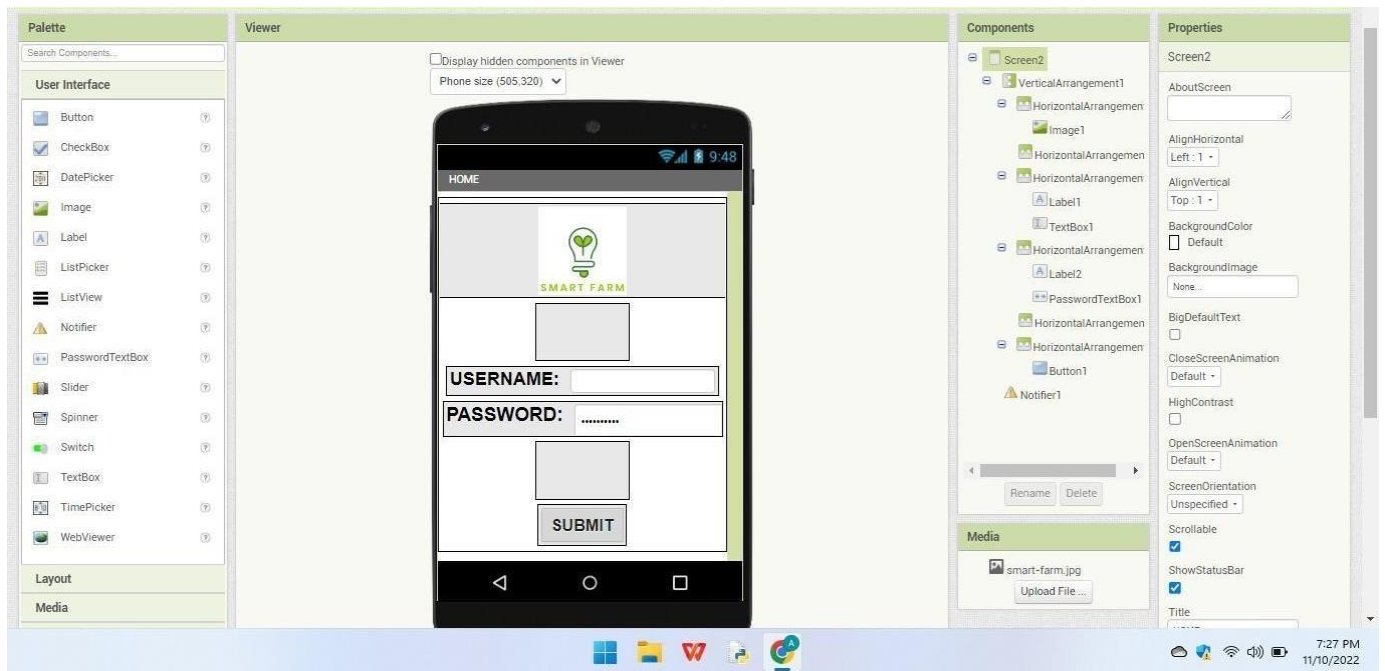 Palette
Search Components...
User Interface
Button
CheckBox
DatePicker
Image
Label
ListPicker
ListView
Notifier
PasswordTextBox
Slider
Spinner
Switch
TextBox
TimePicker
WebViewer
Layout
Media
Viewer
Display hidden components in Viewer
Phone size (505,320)
9:48
HOME
SMART FARM
USERNAME:
PASSWORD:
SUBMIT
Components
Screen2
VerticalArrangement1
HorizontalArrangemen
Image1
HorizontalArrangemen
HorizontalArrangemen
Label1
TextBox1
HorizontalArrangemen
Label2
PasswordTextBox1
HorizontalArrangemen
HorizontalArrangemen
Button1
Notifier1
Rename Delete
Media
smart-farm.jpg
Upload File ...
Properties
Screen2
AboutScreen
AlignHorizontal
Left : 1
AlignVertical
Top : 1
BackgroundColor
Default
BackgroundImage
None...
BigDefaultText
CloseScreenAnimation
Default
HighContrast
OpenScreenAnimation
Default
ScreenOrientation
Unspecified
Scrollable
ShowStatusBar
Title
7:27 PM
11/10/2022